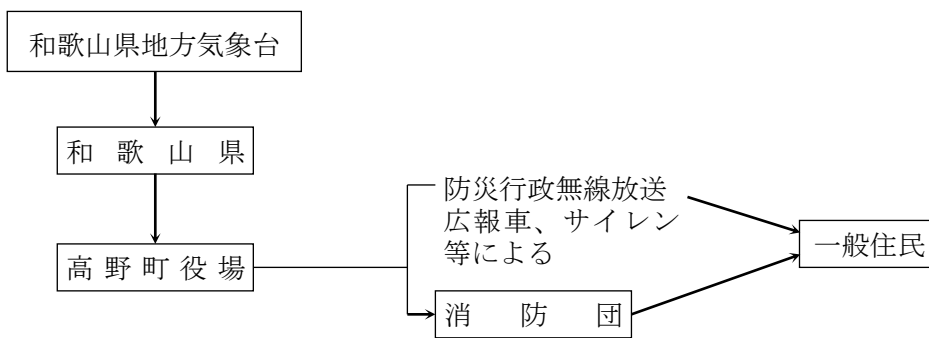 和歌山県地方気象台
和歌山県
防災行政無線放送
広報車、サイレン
等による
一般住民
高野町役場
消防団